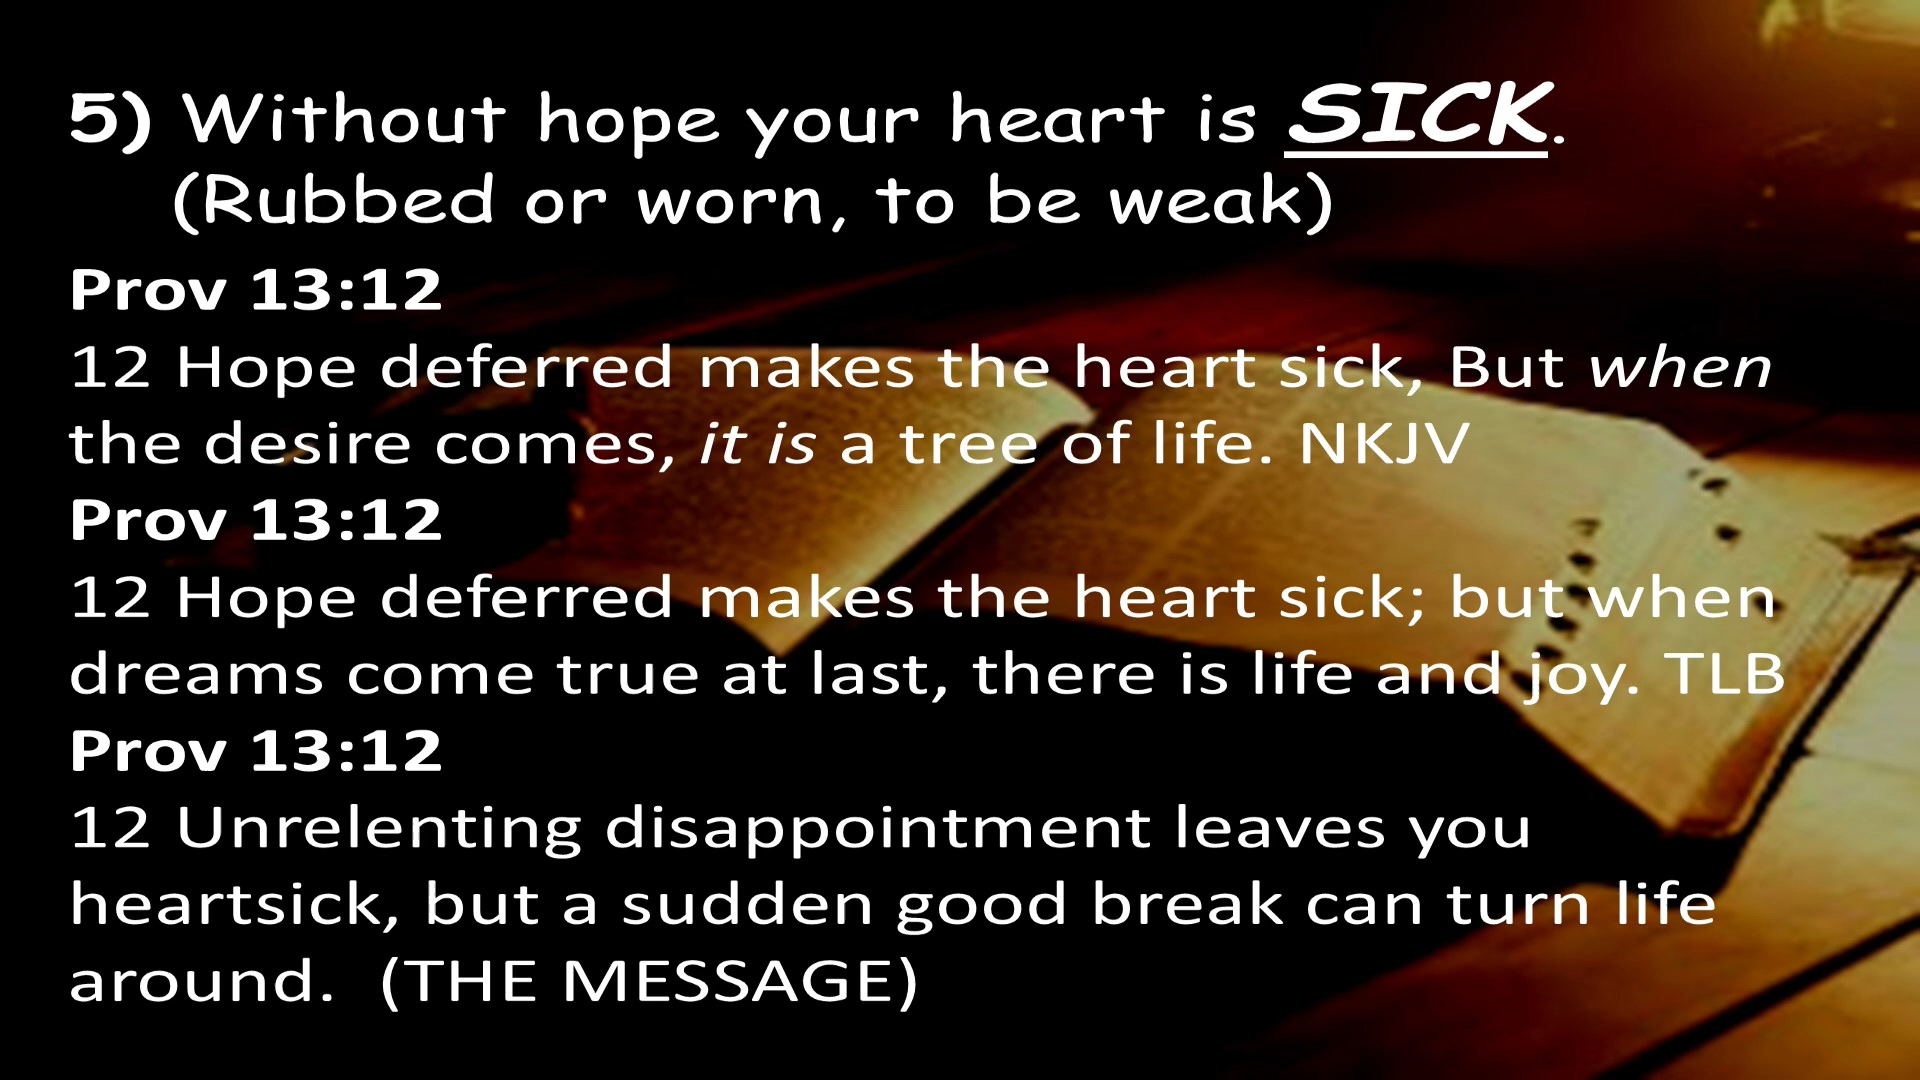 5) Without hope your heart is SICK.
(Rubbed or worn, to be weak)
Prov 13:12
12 Hope deferred makes the heart sick, But when
the desire comes, it is a tree of life. NKJV
Prov 13:12
12 Hope deferred makes the heart sick; but when
dreams come true at last, there is life and joy. TLB
Prov 13:12
12 Unrelenting disappointment leaves you
heartsick, but a sudden good break can turn life
around.  (THE MESSAGE)